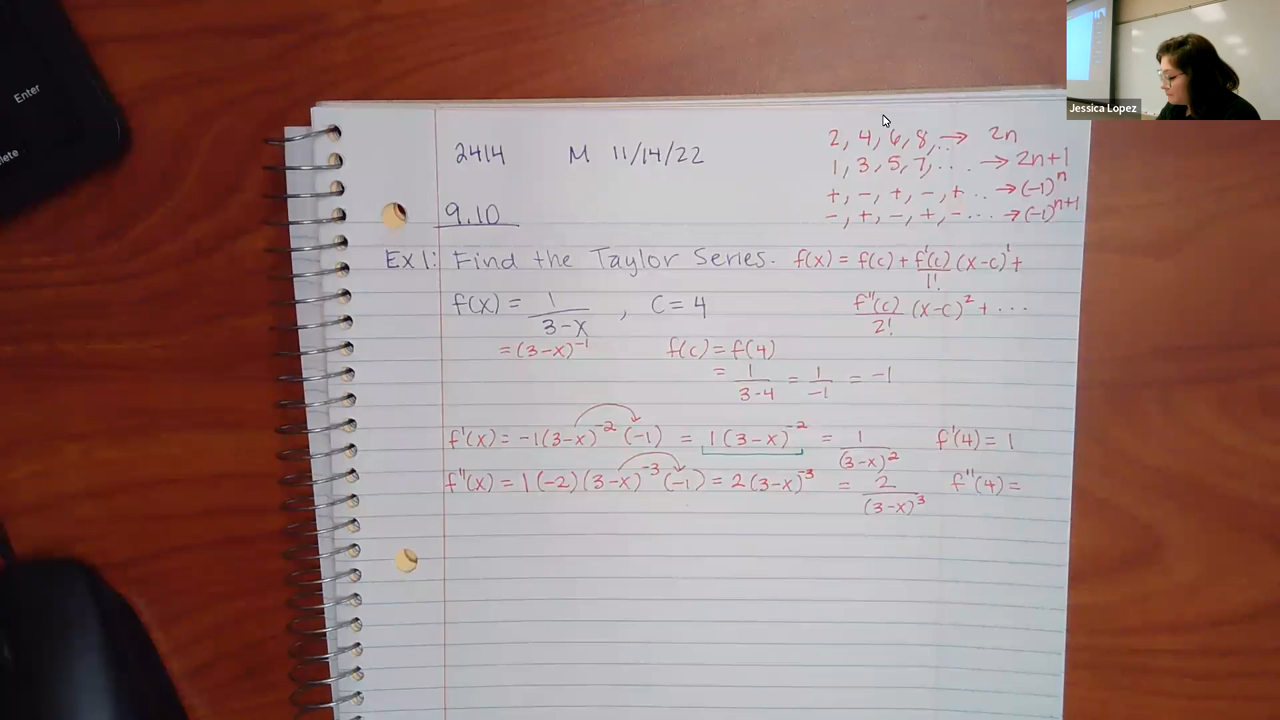 Enter
lete
Jessica Lopez
2414 M 11/14/22
2, 4, 6, 8, ... → 2n
1, 3, 5, 7, ... → 2n+1
+, -, +, -, + ... → (-1)^n
-, +, -, +, - ... → (-1)^{n+1}
9.10
Ex 1: Find the Taylor Series. f(x) = f(c) + f'(c)/1! (x-c)^1 +
f(x) = 1/(3-x) , c = 4 f''(c)/2! (x-c)^2 + ...
= (3-x)^{-1} f(c) = f(4)
= 1/(3-4) = 1/-1 = -1
f'(x) = -1(3-x)^{-2} (-1) = 1(3-x)^{-2} = 1/(3-x)^2 f'(4) = 1
f''(x) = 1(-2)(3-x)^{-3} (-1) = 2(3-x)^{-3} = 2/(3-x)^3 f''(4) =